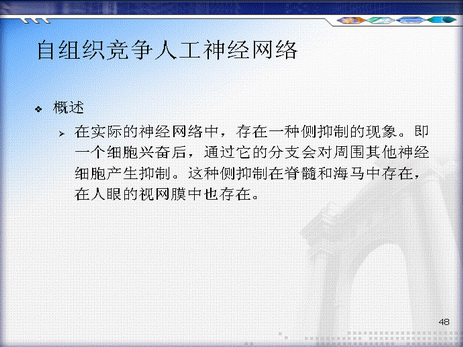 自组织竞争人工神经网络
❖ 概述
➢ 在实际的神经网络中，存在一种侧抑制的现象。即
一个细胞兴奋后，通过它的分支会对周围其他神经
细胞产生抑制。这种侧抑制在脊髓和海马中存在，
在人眼的视网膜中也存在。
48